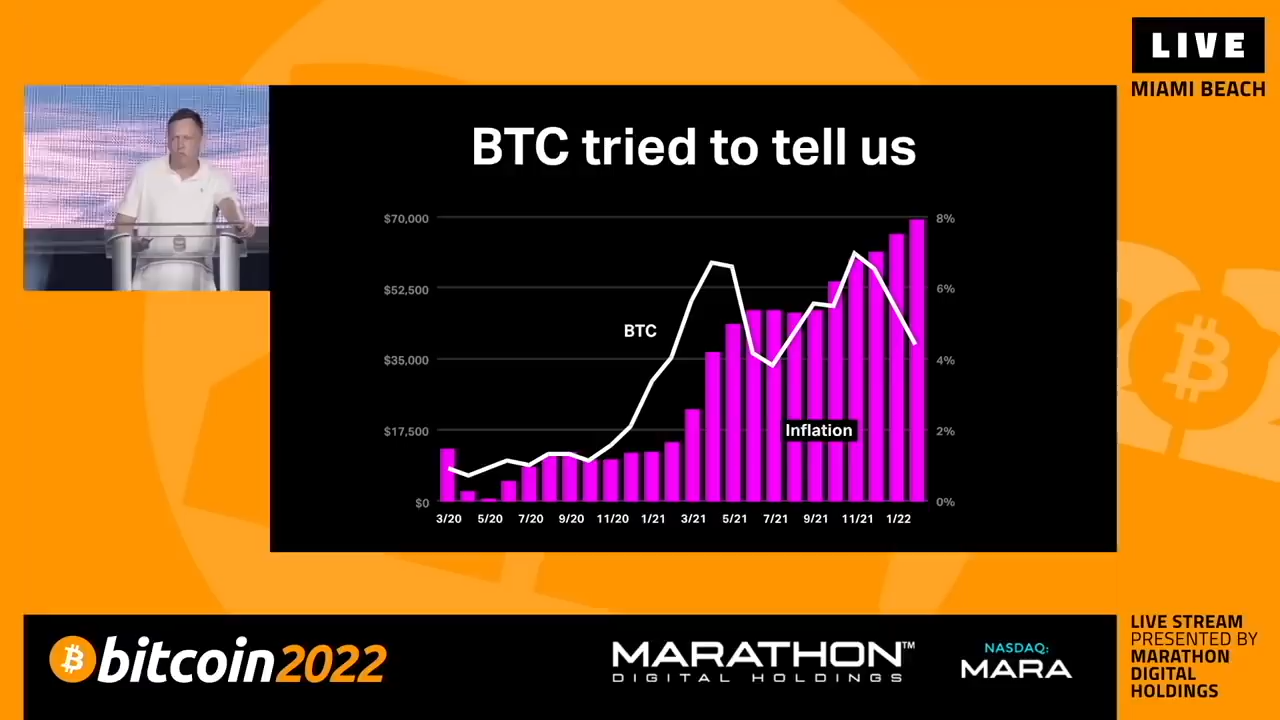 LIVE
MIAMI BEACH
BTC tried to tell us
$70,000
$52,500
$35,000
$17,500
$0
8%
6%
4%
2%
0%
BTC
Inflation
3/20 5/20 7/20 9/20 11/20 1/21 3/21 5/21 7/21 9/21 11/21 1/22
bitcoin 2022
MARATHON™
DIGITAL HOLDINGS
NASDAQ:
MARA
LIVE STREAM
PRESENTED BY
MARATHON
DIGITAL
HOLDINGS